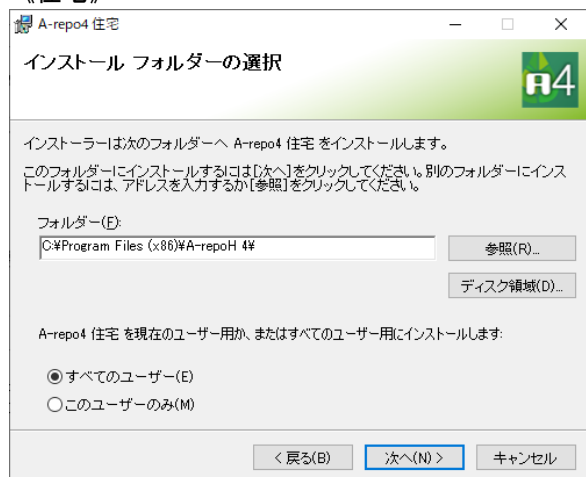 《住宅》
A-repo4 住宅
インストール フォルダーの選択
A4
インストーラーは次のフォルダーへ A-repo4 住宅 をインストールします。
このフォルダーにインストールするには[次へ]をクリックしてください。別のフォルダーにインス
トールするには、アドレスを入力するか[参照]をクリックしてください。
フォルダー(F):
C:¥Program Files (x86)¥A-repoH 4¥
参照(R)...
ディスク領域(D)...
A-repo4 住宅 を現在のユーザー用か、またはすべてのユーザー用にインストールします:
すべてのユーザー(E)
このユーザーのみ(M)
< 戻る(B)
次へ(N) >
キャンセル